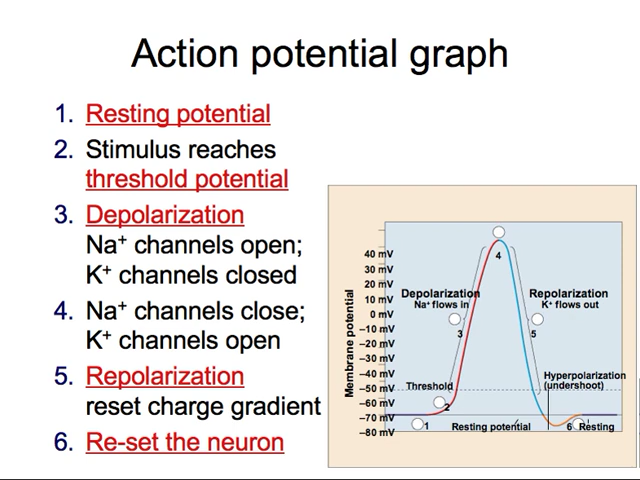 Action potential graph
1. Resting potential
2. Stimulus reaches
threshold potential
3. Depolarization
Na+ channels open;
K+ channels closed
4. Na+ channels close;
K+ channels open
5. Repolarization
reset charge gradient
6. Re-set the neuron
Membrane potential
40 mV
30 mV
20 mV
10 mV
0 mV
–10 mV
–20 mV
–30 mV
–40 mV
–50 mV
–60 mV
–70 mV
–80 mV
4
Depolarization
Na+ flows in
Repolarization
K+ flows out
3
5
Threshold
2
Hyperpolarization
(undershoot)
1
Resting potential
6 Resting